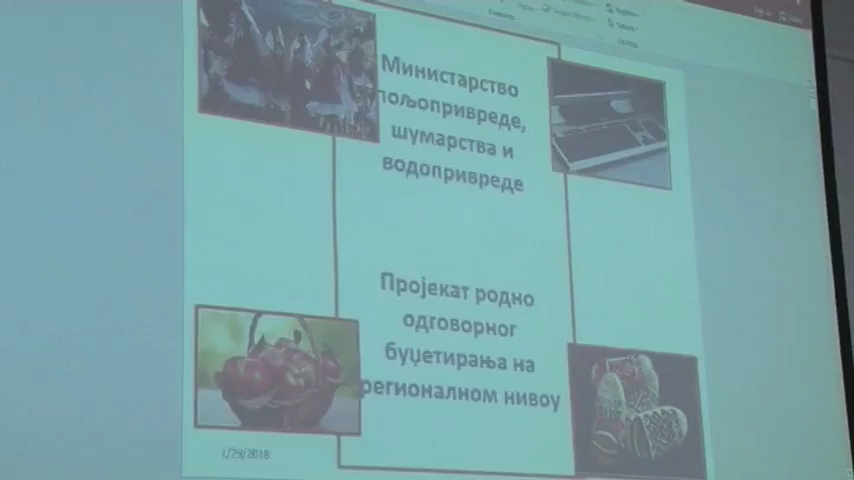 Министарство
пољопривреде,
шумарства и
водопривреде
Пројекат родно
одговорног
буџетирања на
регионалном нивоу
1/29/2018